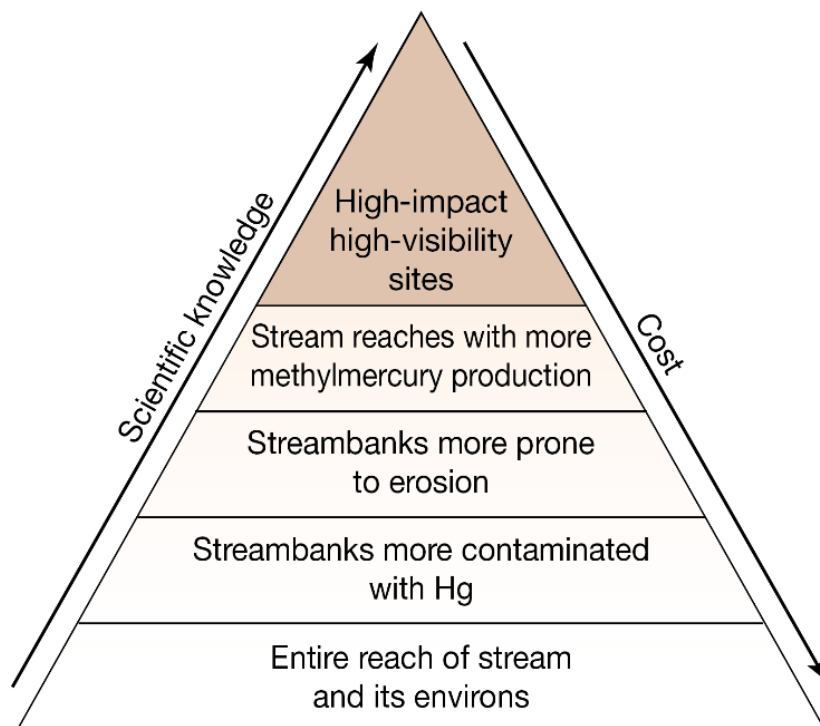 High-impact
high-visibility
sites
Scientific knowledge
Cost
Stream reaches with more
methylmercury production
Streambanks more prone
to erosion
Streambanks more contaminated
with Hg
Entire reach of stream
and its environs